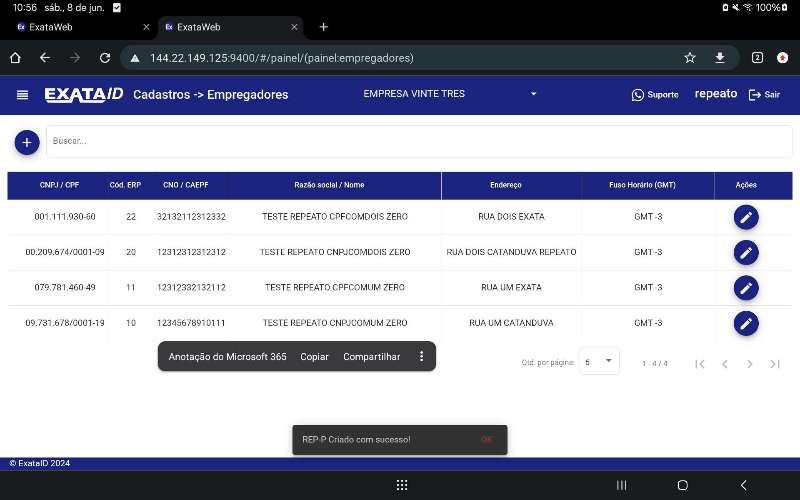 10:56 sáb., 8 de jun. 100%
Ex ExataWeb
Ex ExataWeb
144.22.149.125:9400/#/painel/(painel:empregadores)
2
EXATAID Cadastros -> Empregadores EMPRESA VINTE TRES Suporte repeato Sair
+ Buscar...
CNPJ / CPF Cód. ERP CNO / CAEPF Razão social / Nome Endereço Fuso Horário (GMT) Ações
001.111.930-60 22 32132112312332 TESTE REPEATO CPFCOMDOIS ZERO RUA DOIS EXATA GMT -3
00.209.674/0001-09 20 12312312312312 TESTE REPEATO CNPJCOMDOIS ZERO RUA DOIS CATANDUVA REPEATO GMT -3
079.781.460-49 11 12312332132112 TESTE REPEATO CPFCOMUM ZERO RUA UM EXATA GMT -3
09.731.678/0001-19 10 12345678910111 TESTE REPEATO CNPJCOMUM ZERO RUA UM CATANDUVA GMT -3
Anotação do Microsoft 365 Copiar Compartilhar
Qtd. por página: 5 1 - 4 / 4
REP-P Criado com sucesso! OK
© ExataID 2024